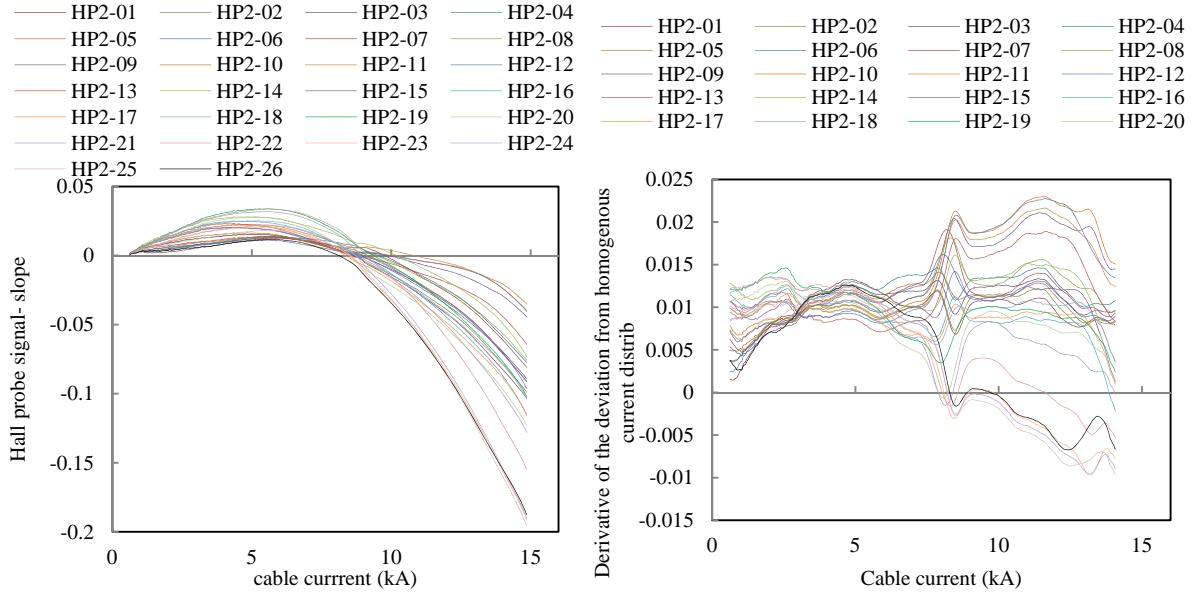 HP2-01 HP2-02 HP2-03 HP2-04
HP2-05 HP2-06 HP2-07 HP2-08
HP2-09 HP2-10 HP2-11 HP2-12
HP2-13 HP2-14 HP2-15 HP2-16
HP2-17 HP2-18 HP2-19 HP2-20
HP2-21 HP2-22 HP2-23 HP2-24
HP2-25 HP2-26
0.05
0
-0.05
-0.1
-0.15
-0.2
Hall probe signal- slope
0 5 10 15
cable currrent (kA)
HP2-01 HP2-02 HP2-03 HP2-04
HP2-05 HP2-06 HP2-07 HP2-08
HP2-09 HP2-10 HP2-11 HP2-12
HP2-13 HP2-14 HP2-15 HP2-16
HP2-17 HP2-18 HP2-19 HP2-20
0.025
0.02
0.015
0.01
0.005
0
-0.005
-0.01
-0.015
Derivative of the deviation from homogenous
current distrib
0 5 10 15
Cable current (kA)